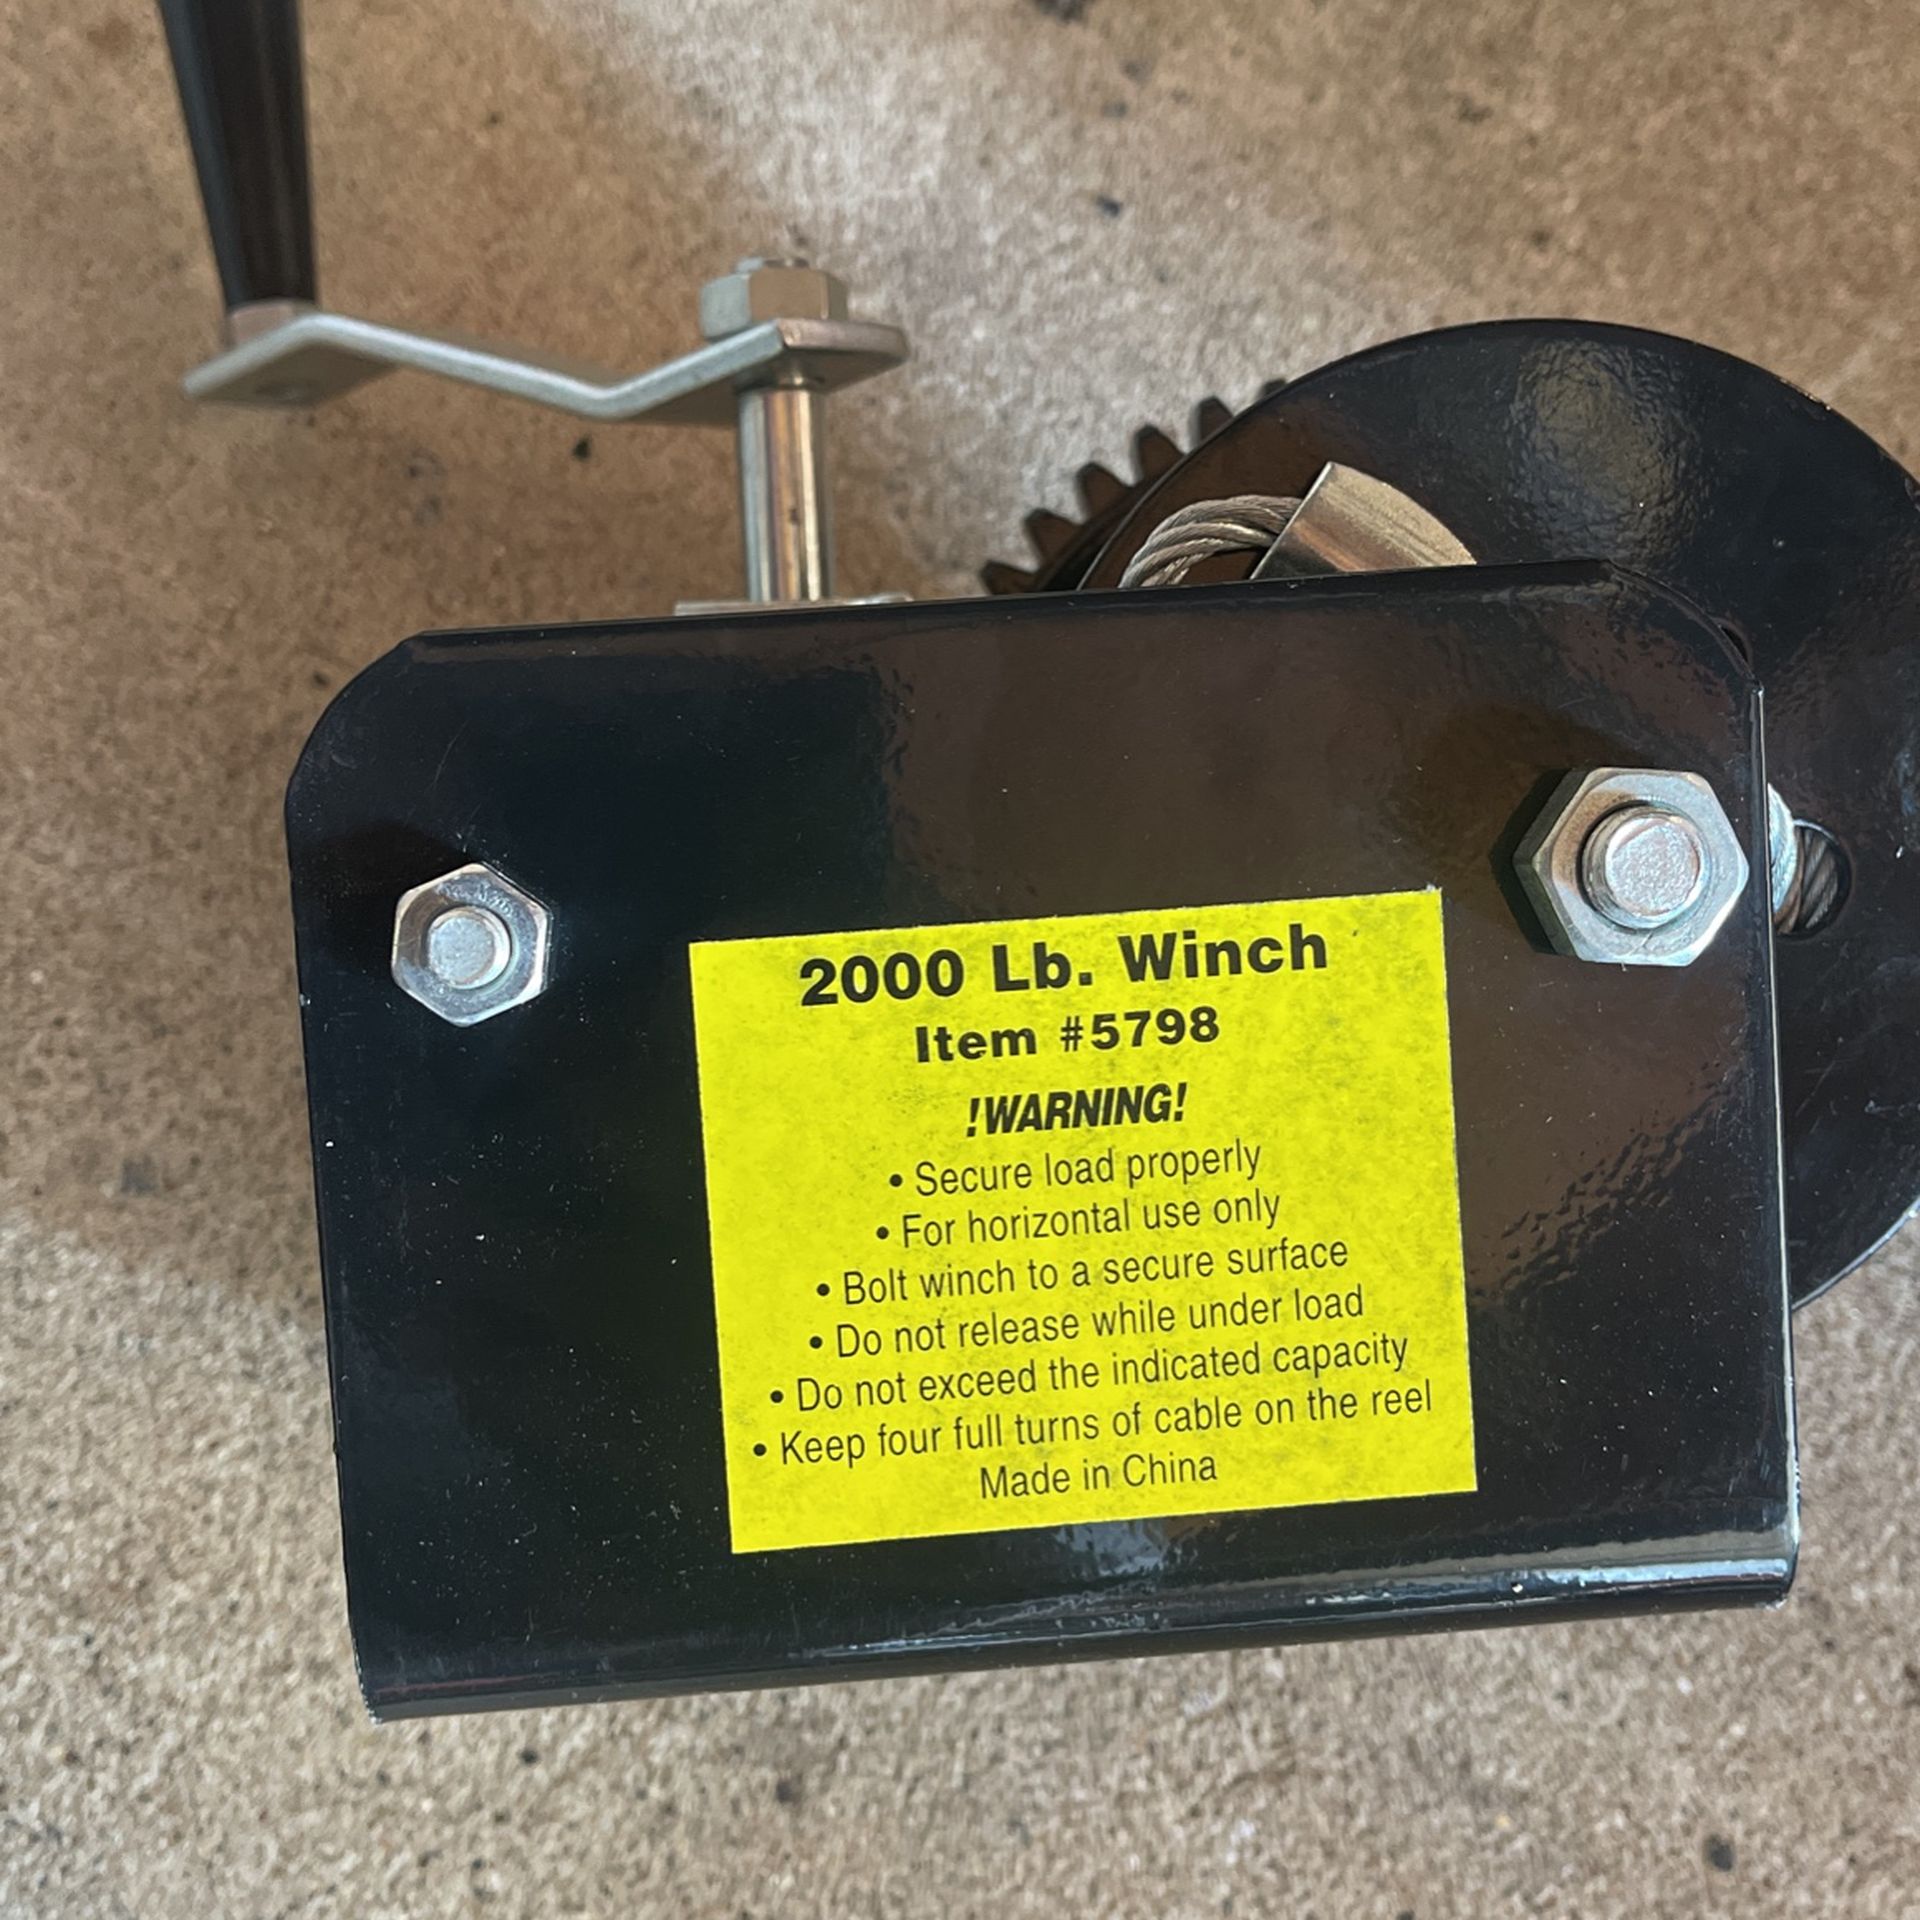 2000 Lb. Winch
Item #5798
!WARNING!
• Secure load properly
• For horizontal use only
• Bolt winch to a secure surface
• Do not release while under load
• Do not exceed the indicated capacity
• Keep four full turns of cable on the reel
Made in China